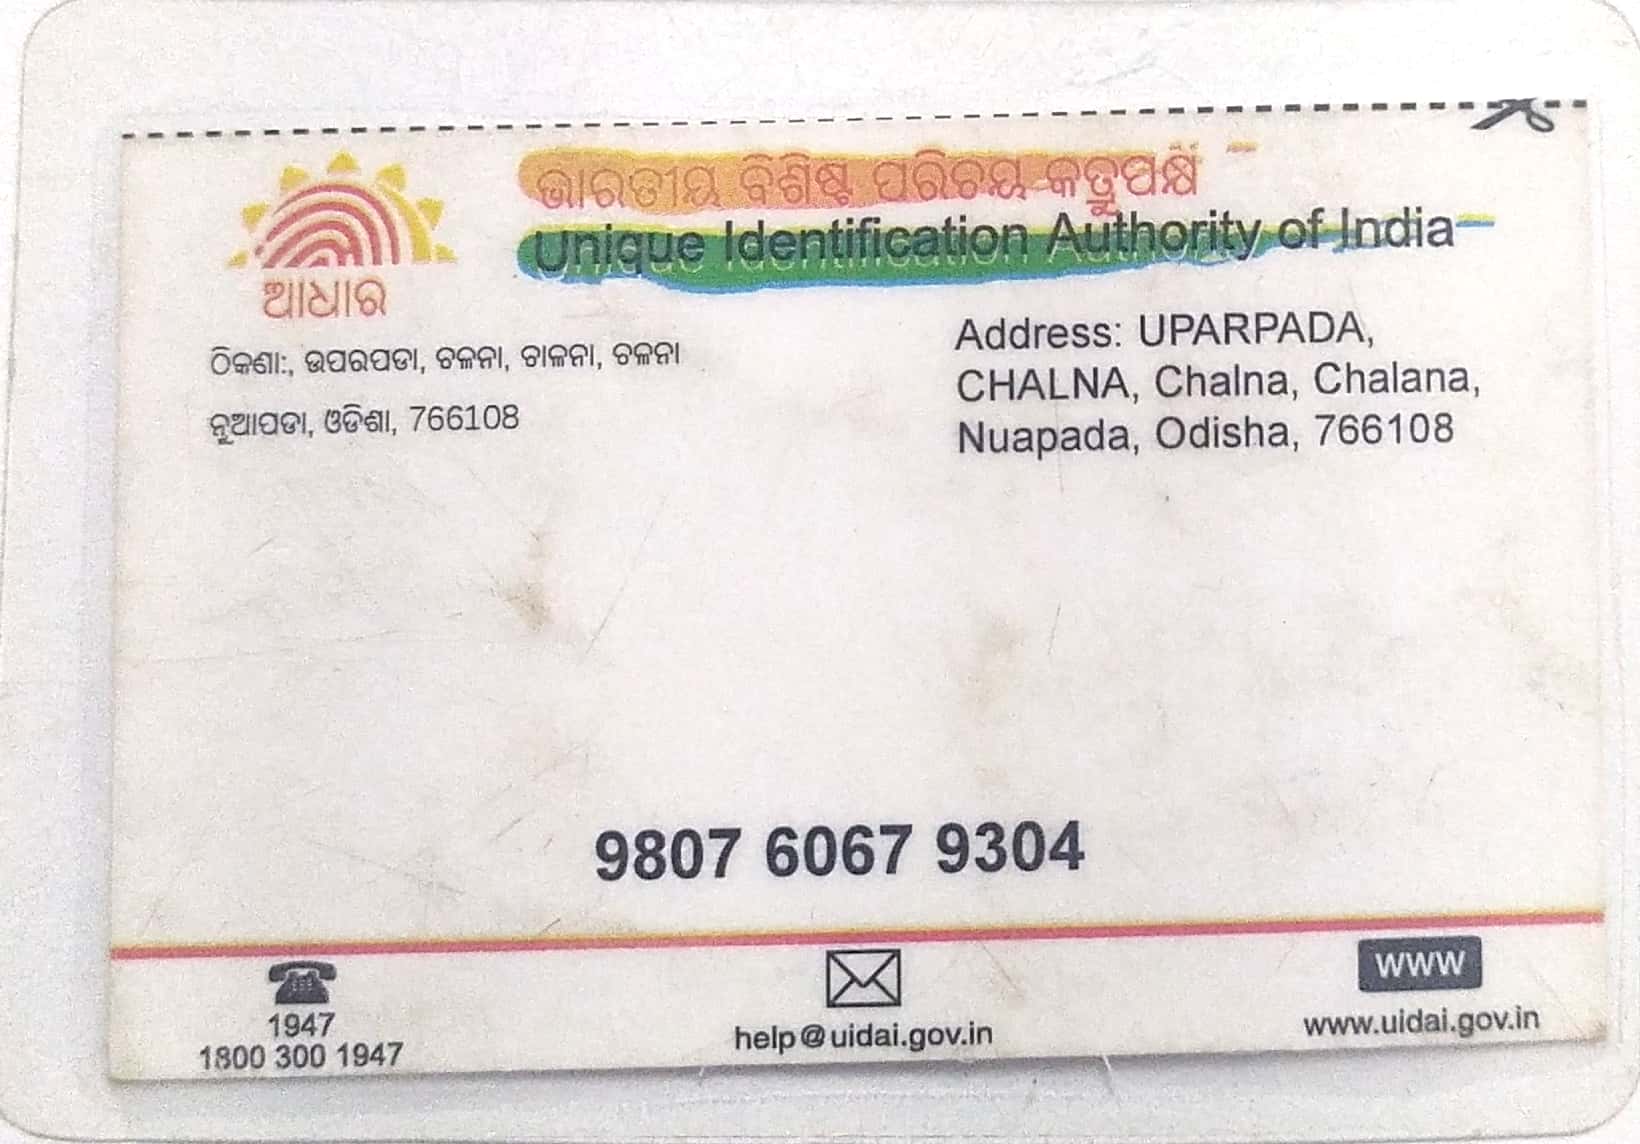 ଭାରତୀୟ ବିଶିଷ୍ଟ ପରିଚୟ କତ୍ତୃପକ୍ଷ
Unique Identification Authority of India
ଆଧାର
ଠିକଣା:, ଉପରପଡା, ଚଳନା, ଚାଳନା, ଚଳନା
ନୂଆପଡା, ଓଡିଶା, 766108
Address: UPARPADA,
CHALNA, Chalna, Chalana,
Nuapada, Odisha, 766108
9807 6067 9304
1947
1800 300 1947
help@uidai.gov.in
www
www.uidai.gov.in